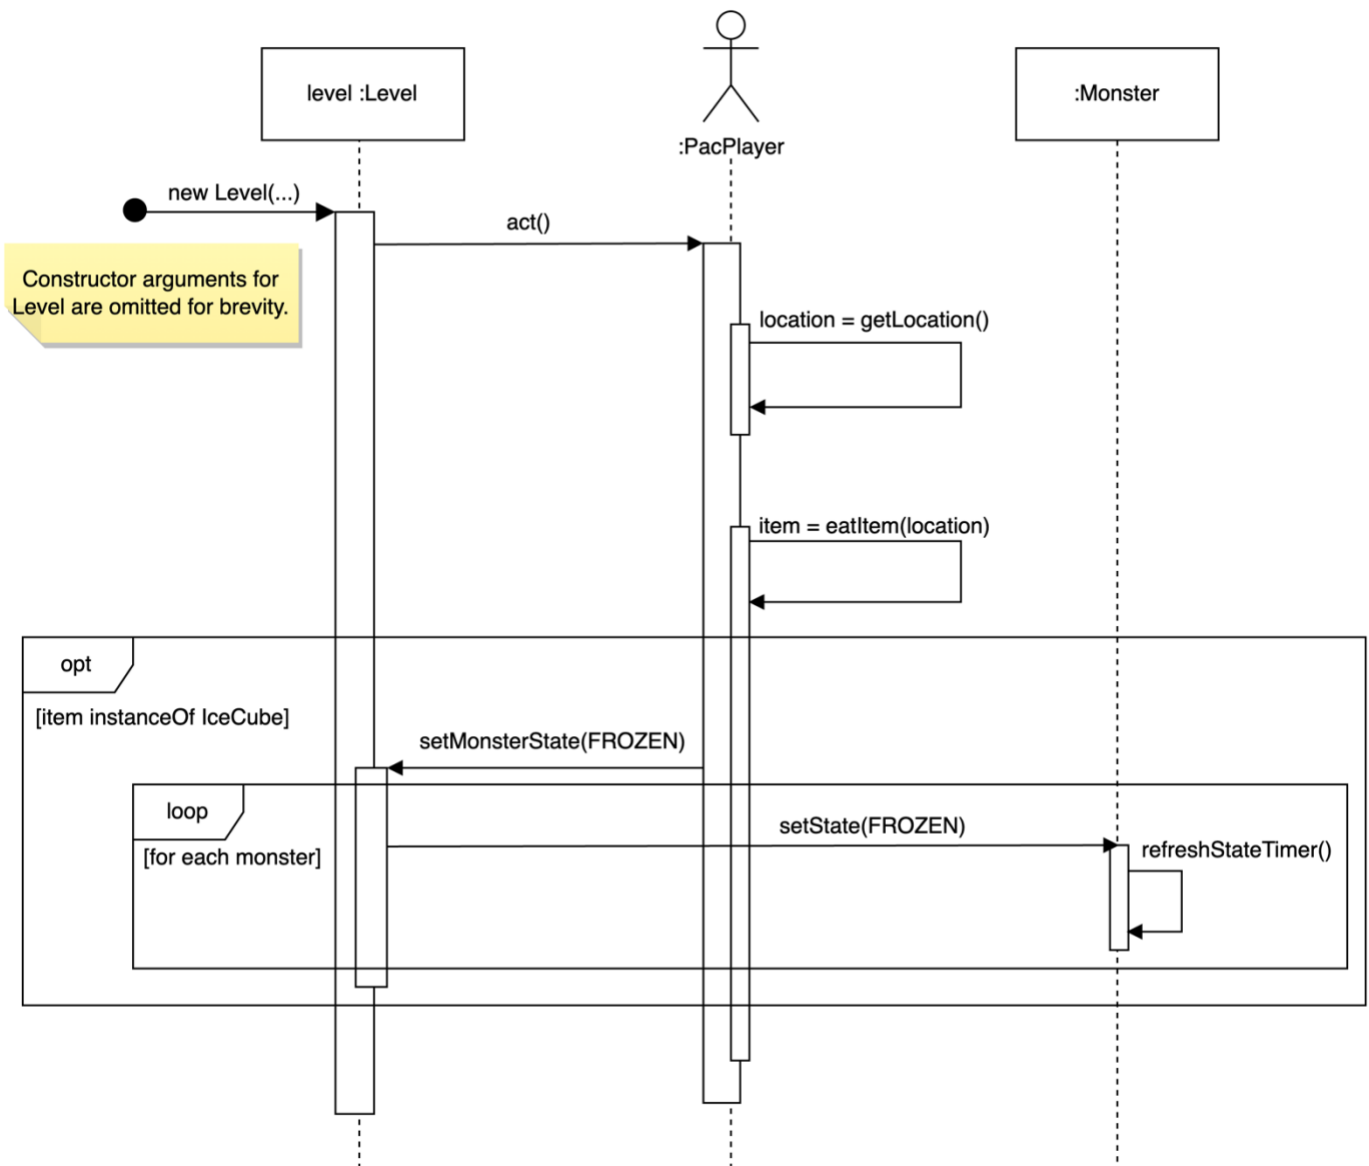 level :Level
:PacPlayer
:Monster
new Level(...)
act()
Constructor arguments for
Level are omitted for brevity.
location = getLocation()
item = eatItem(location)
opt
[item instanceOf IceCube]
setMonsterState(FROZEN)
loop
[for each monster]
setState(FROZEN)
refreshStateTimer()